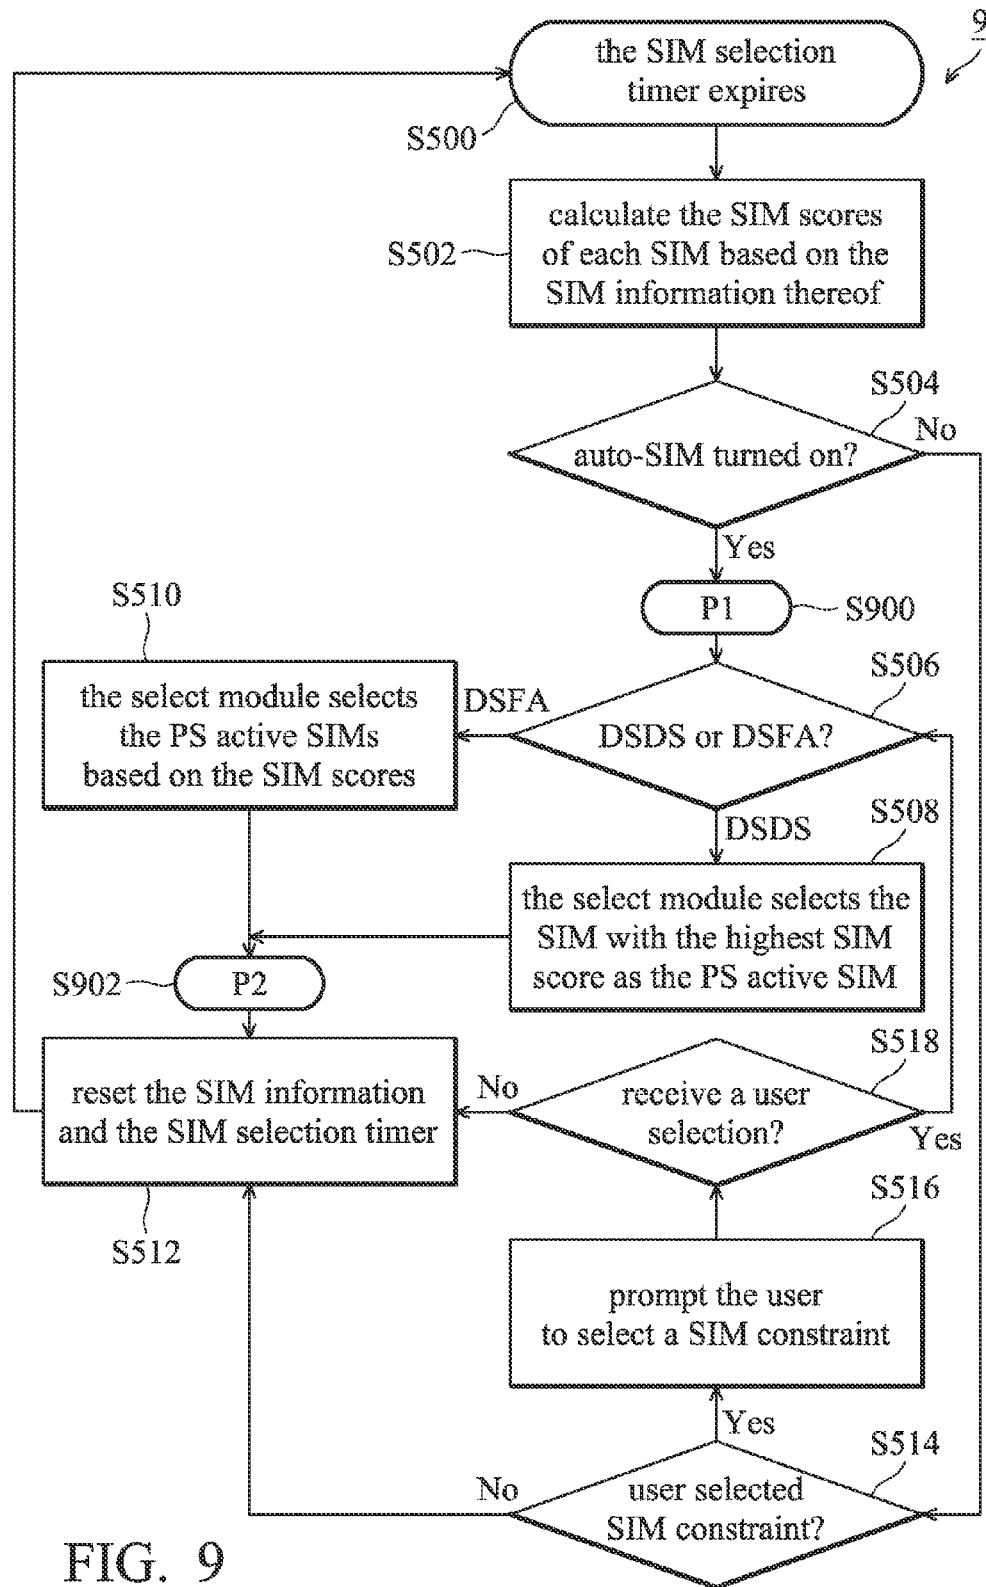 9
the SIM selection
timer expires
S500
calculate the SIM scores
of each SIM based on the
SIM information thereof
S502
S504
auto-SIM turned on?
No
Yes
P1
S900
S510
the select module selects
the PS active SIMs
based on the SIM scores
DSFA
S506
DSDS or DSFA?
DSDS
S508
the select module selects the
SIM with the highest SIM
score as the PS active SIM
S902
P2
reset the SIM information
and the SIM selection timer
S512
No
S518
receive a user
selection?
Yes
S516
prompt the user
to select a SIM constraint
Yes
S514
No
user selected
SIM constraint?
FIG. 9